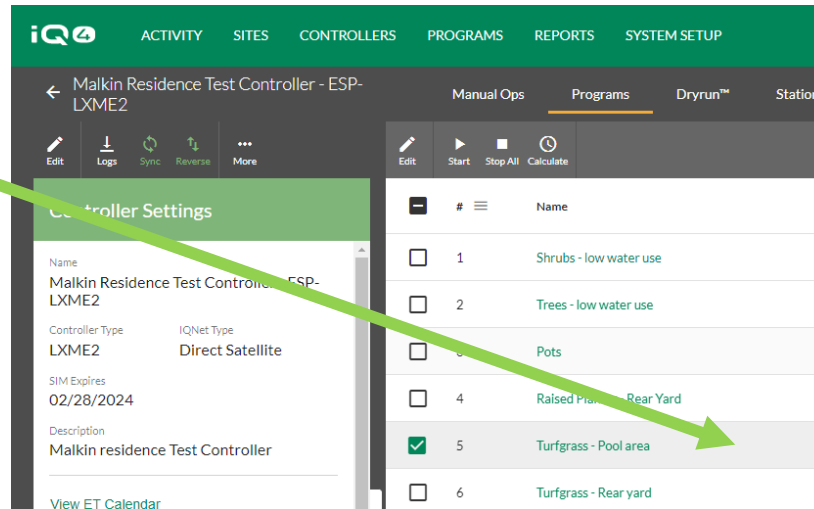 iQ4 ACTIVITY SITES CONTROLLERS PROGRAMS REPORTS SYSTEM SETUP
Malkin Residence Test Controller - ESP-
LXME2
Manual Ops Programs Dryrun™ Station
Edit Logs Sync Reverse More
Edit Start Stop All Calculate
Controller Settings
# Name
Name
Malkin Residence Test Controller - ESP-
LXME2
Controller Type IQNet Type
LXME2 Direct Satellite
SIM Expires
02/28/2024
Description
Malkin residence Test Controller
View ET Calendar
1 Shrubs - low water use
2 Trees - low water use
Pots
4 Raised - Rear Yard
5 Turfgrass - Pool area
6 Turfgrass - Rear yard